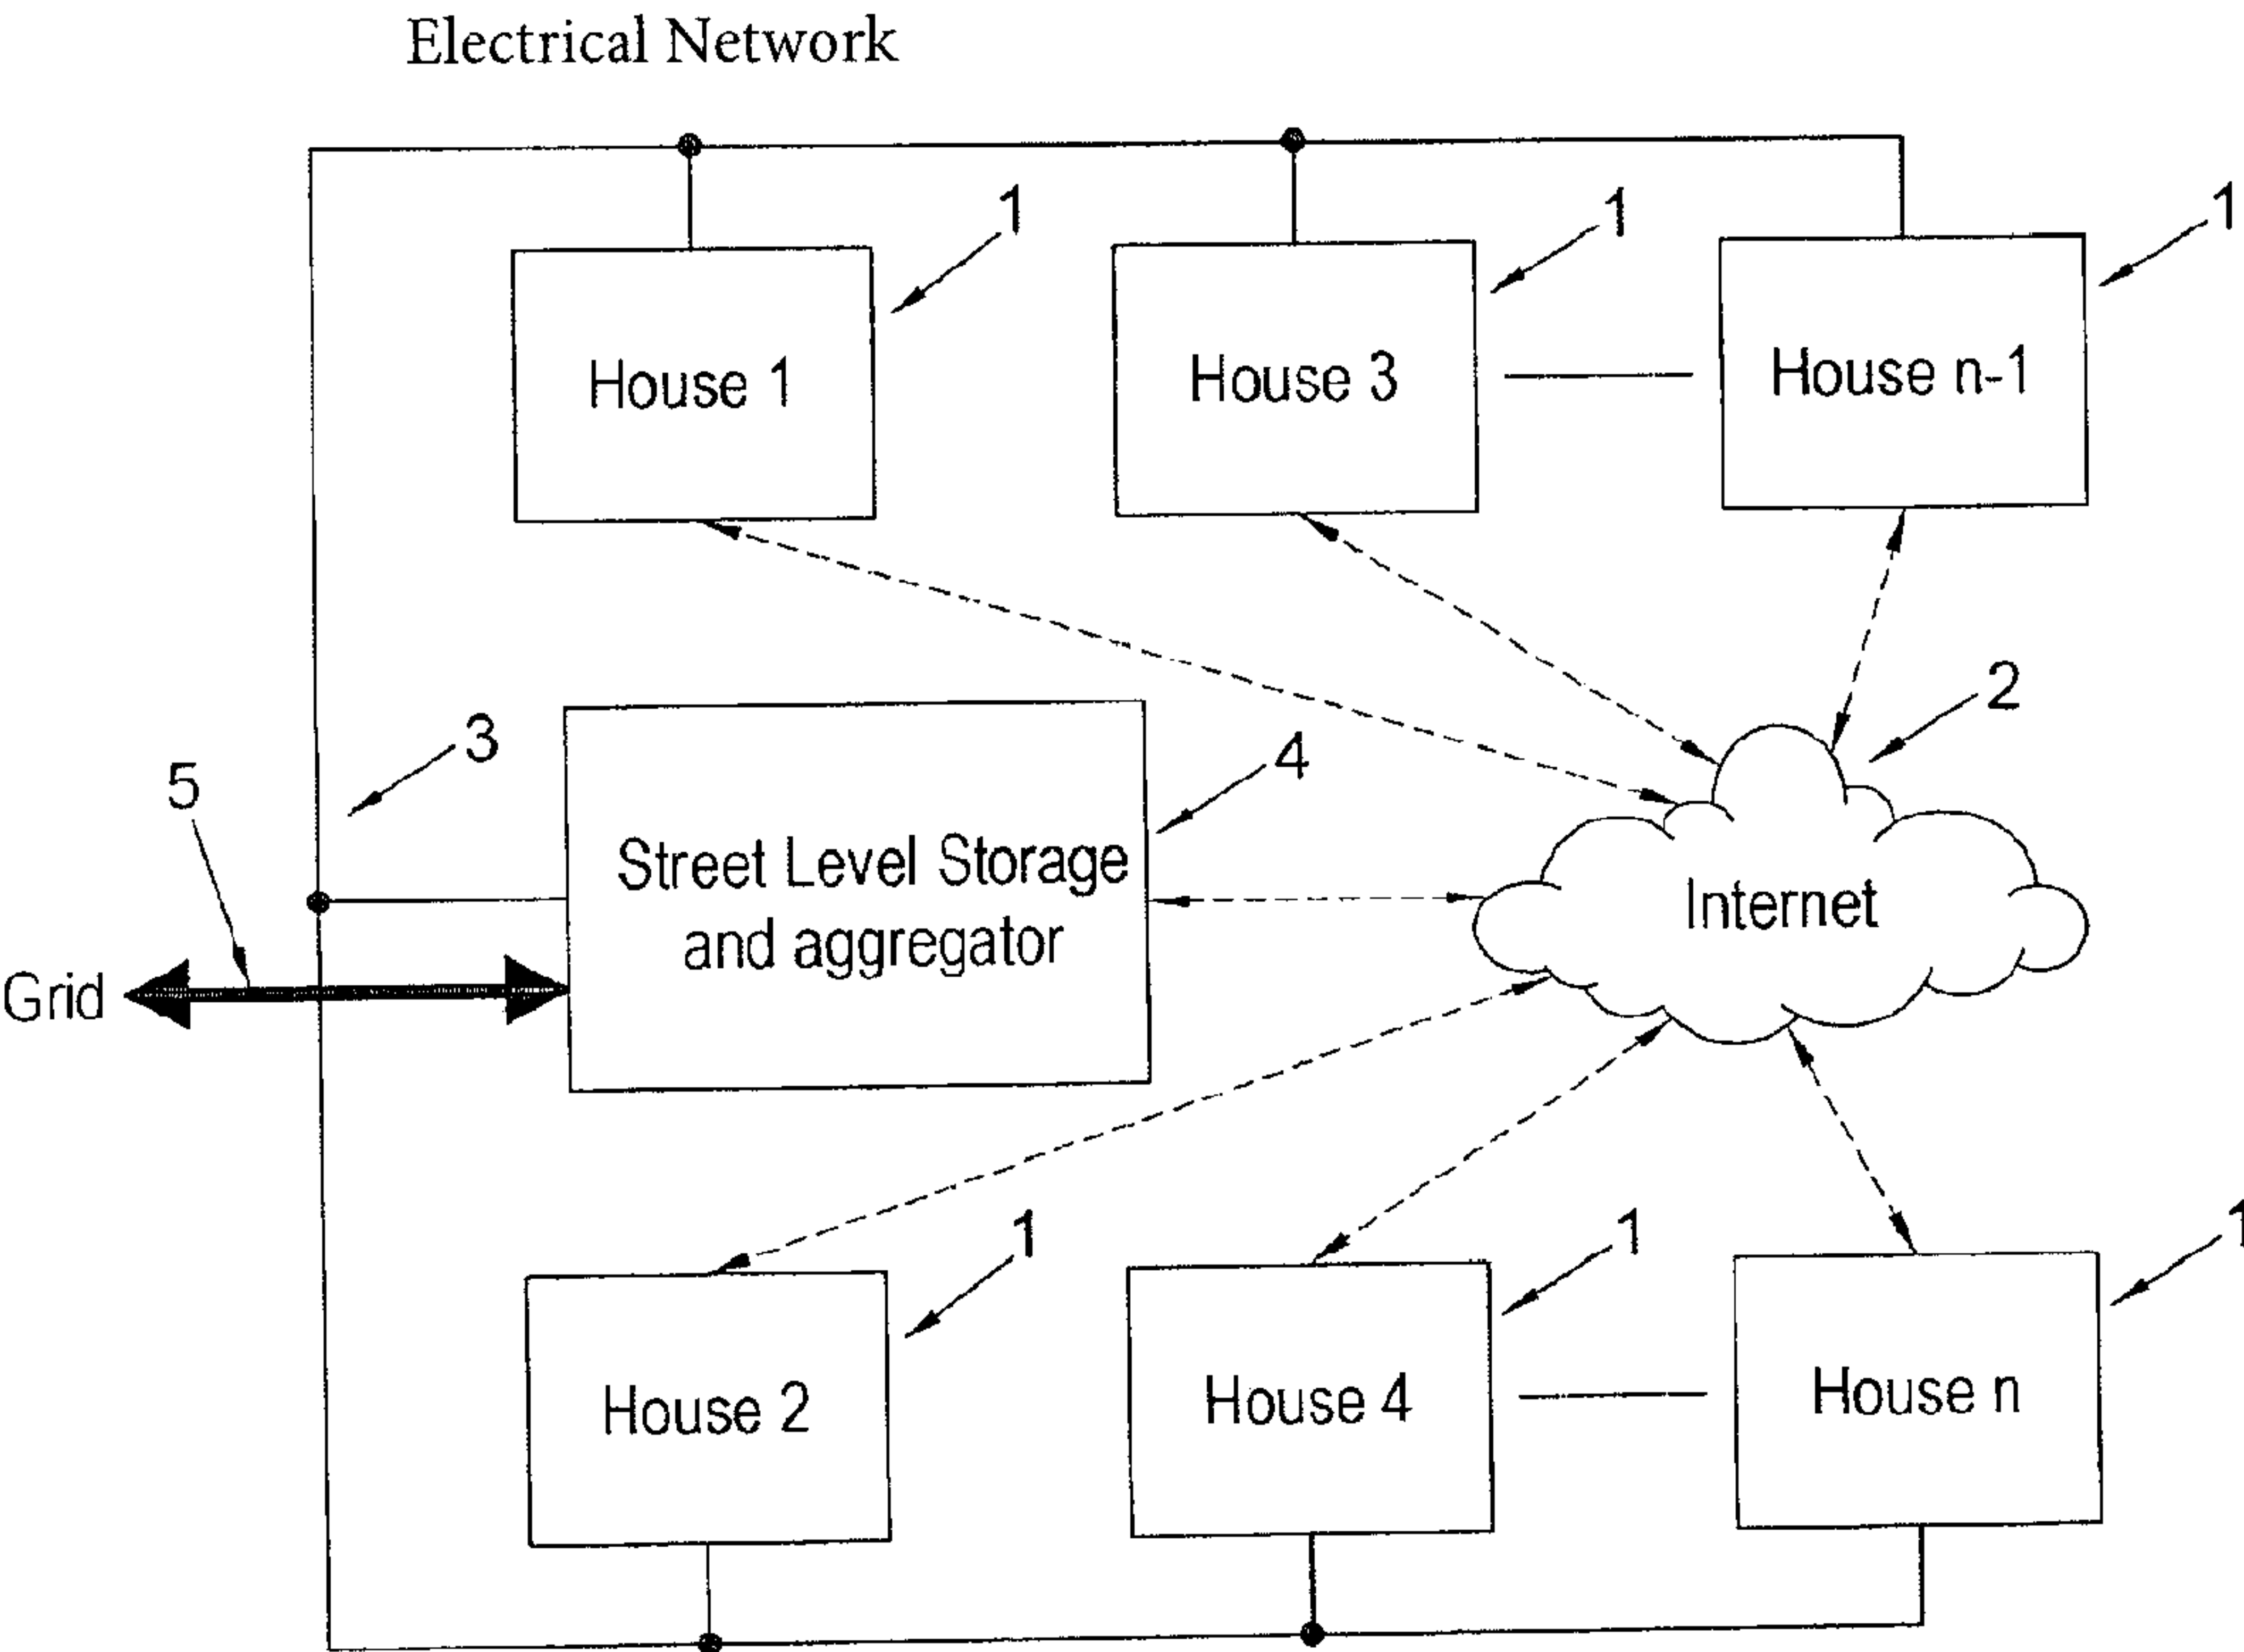 Electrical Network
1
1
1
House 1
House 3
House n-1
2
3
4
5
Street Level Storage
and aggregator
Internet
Grid
1
1
1
House 2
House 4
House n